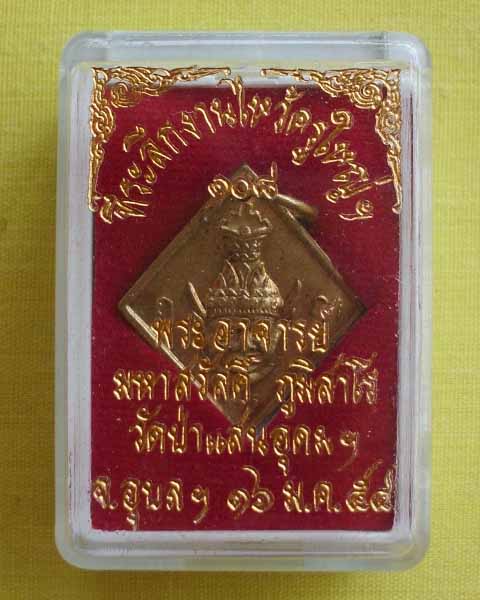 ที่ระลึกงานไหว้ครูใหญ่ ฯ
๑๐๘
พระอาจารย์
มหาสวัสดิ์ ภูมิสาโร
วัดป่าแสนอุดม ฯ
จ.อุบล ฯ ๑๖ ม.ค. ๕๔